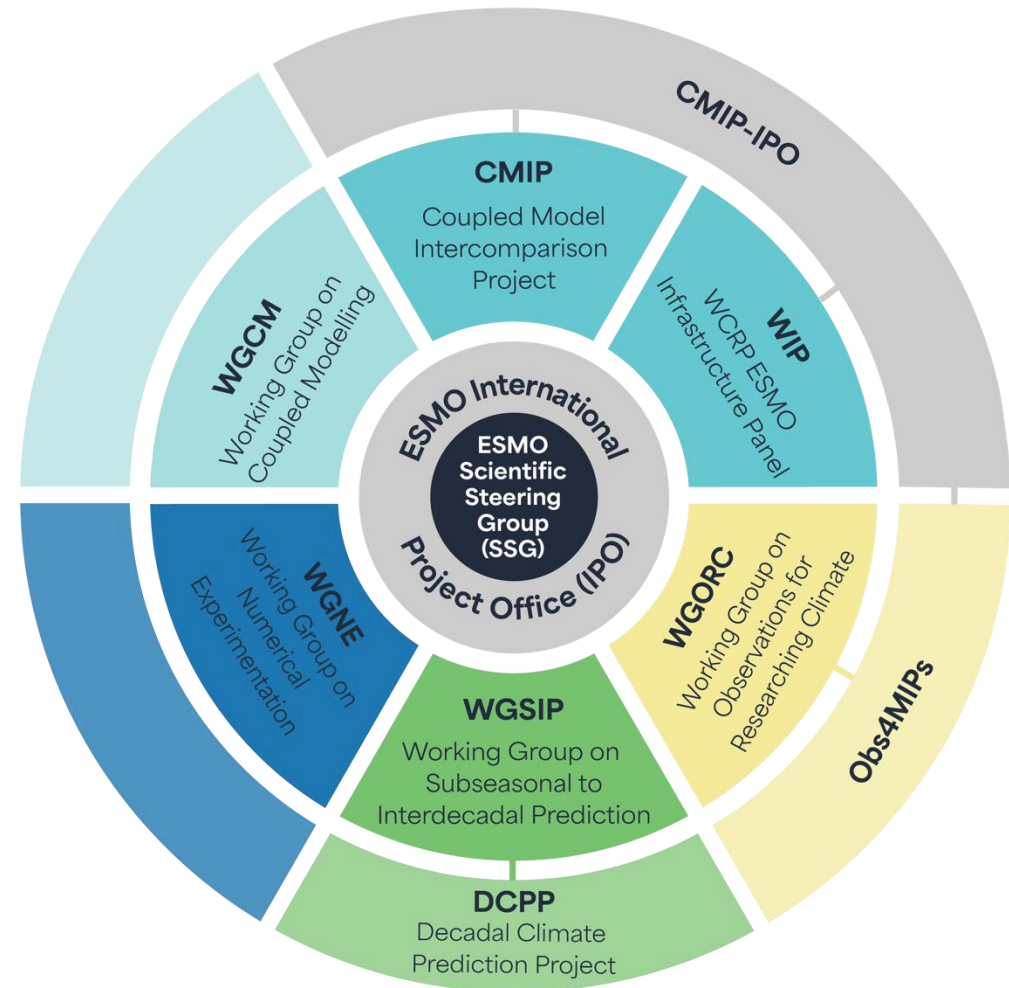 CMIP-IPO
CMIP
Coupled Model
Intercomparison
Project
WIP
WCRP ESMO
Infrastructure Panel
WGCM
Working Group on
Coupled Modelling
ESMO International
Project Office (IPO)
ESMO
Scientific
Steering
Group
(SSG)
WGNE
Working Group on
Numerical
Experimentation
WGORC
Working Group on
Observations for
Researching Climate
Obs4MIPs
WGSIP
Working Group on
Subseasonal to
Interdecadal Prediction
DCPP
Decadal Climate
Prediction Project